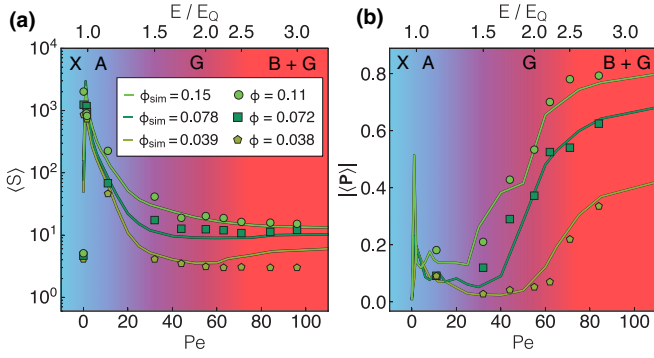 (a)
E / E_Q
1.0 1.5 2.0 2.5 3.0
X A G B + G
ϕ_sim = 0.15 ϕ = 0.11
ϕ_sim = 0.078 ϕ = 0.072
ϕ_sim = 0.039 ϕ = 0.038
10^4
10^3
10^2
10^1
10^0
⟨S⟩
0 20 40 60 80 100
Pe
(b)
E / E_Q
1.0 1.5 2.0 2.5 3.0
X A G B + G
0.8
0.6
0.4
0.2
0.0
|⟨P⟩|
0 20 40 60 80 100
Pe